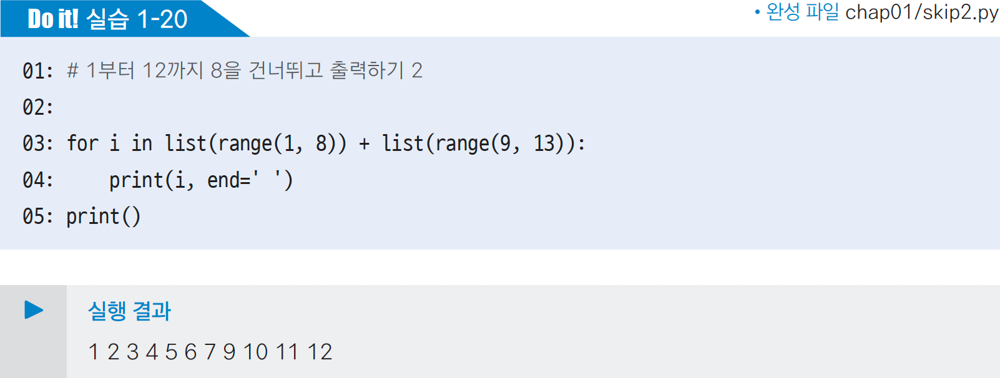 Do it! 실습 1-20
• 완성 파일 chap01/skip2.py
01: # 1부터 12까지 8을 건너뛰고 출력하기 2
02:
03: for i in list(range(1, 8)) + list(range(9, 13)):
04:     print(i, end=' ')
05: print()
실행 결과
1 2 3 4 5 6 7 9 10 11 12